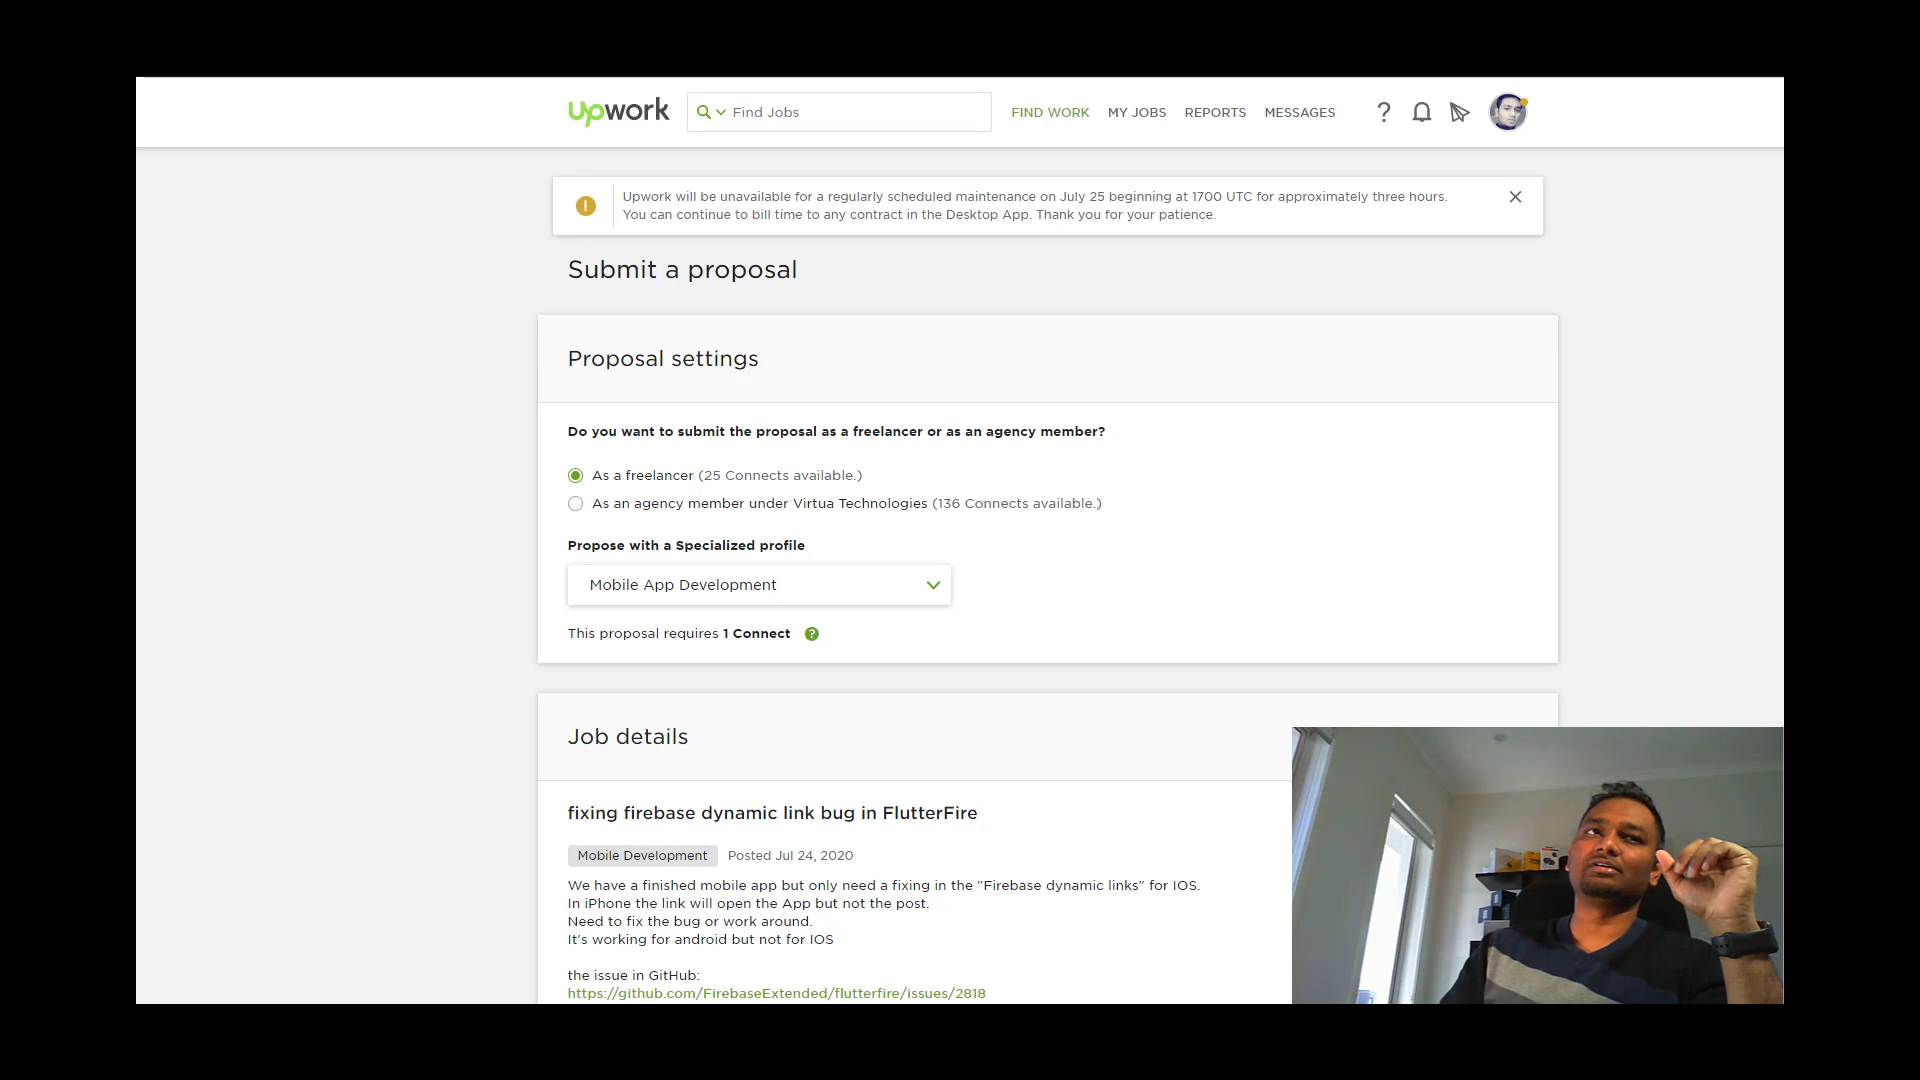 upwork
Find Jobs
FIND WORK
MY JOBS
REPORTS
MESSAGES
?
!
Upwork will be unavailable for a regularly scheduled maintenance on July 25 beginning at 1700 UTC for approximately three hours.
You can continue to bill time to any contract in the Desktop App. Thank you for your patience.
Submit a proposal
Proposal settings
Do you want to submit the proposal as a freelancer or as an agency member?
As a freelancer (25 Connects available.)
As an agency member under Virtua Technologies (136 Connects available.)
Propose with a Specialized profile
Mobile App Development
This proposal requires 1 Connect ?
Job details
fixing firebase dynamic link bug in FlutterFire
Mobile Development Posted Jul 24, 2020
We have a finished mobile app but only need a fixing in the "Firebase dynamic links" for IOS.
In iPhone the link will open the App but not the post.
Need to fix the bug or work around.
It's working for android but not for IOS
the issue in GitHub:
https://github.com/FirebaseExtended/flutterfire/issues/2818